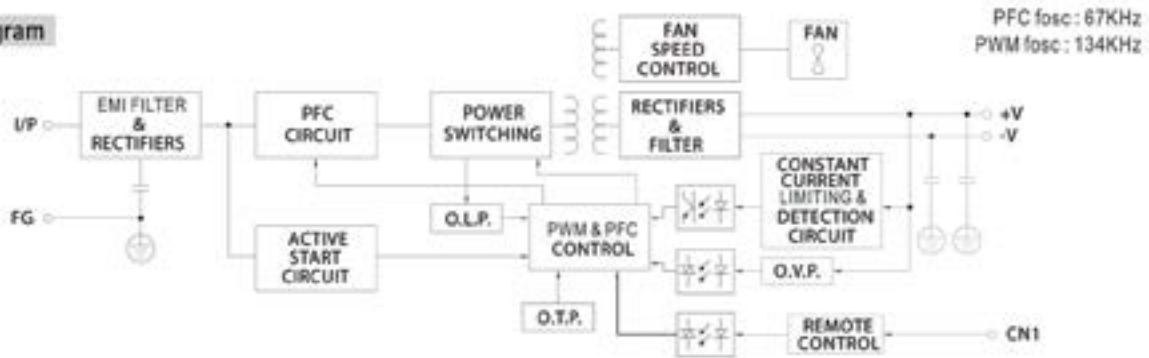 gram
PFC fosc : 67KHz
PWM fosc : 134KHz
FAN
SPEED
CONTROL
FAN
I/P
EMI FILTER
&
RECTIFIERS
PFC
CIRCUIT
POWER
SWITCHING
RECTIFIERS
&
FILTER
+V
-V
CONSTANT
CURRENT
LIMITING &
DETECTION
CIRCUIT
FG
O.L.P.
PWM & PFC
CONTROL
ACTIVE
START
CIRCUIT
O.V.P.
O.T.P.
REMOTE
CONTROL
CN1